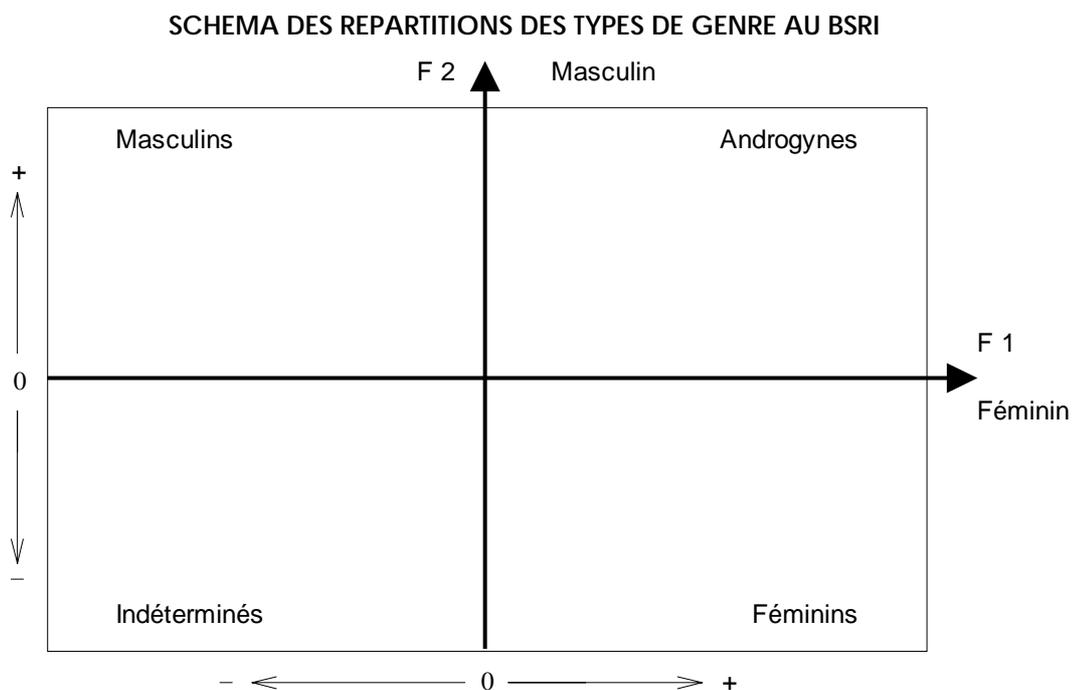 SCHEMA DES REPARTITIONS DES TYPES DE GENRE AU BSRI
F 2 Masculin
Masculins Androgynes
+
F 1
0
Féminin
–
Indéterminés Féminins
– 0 +